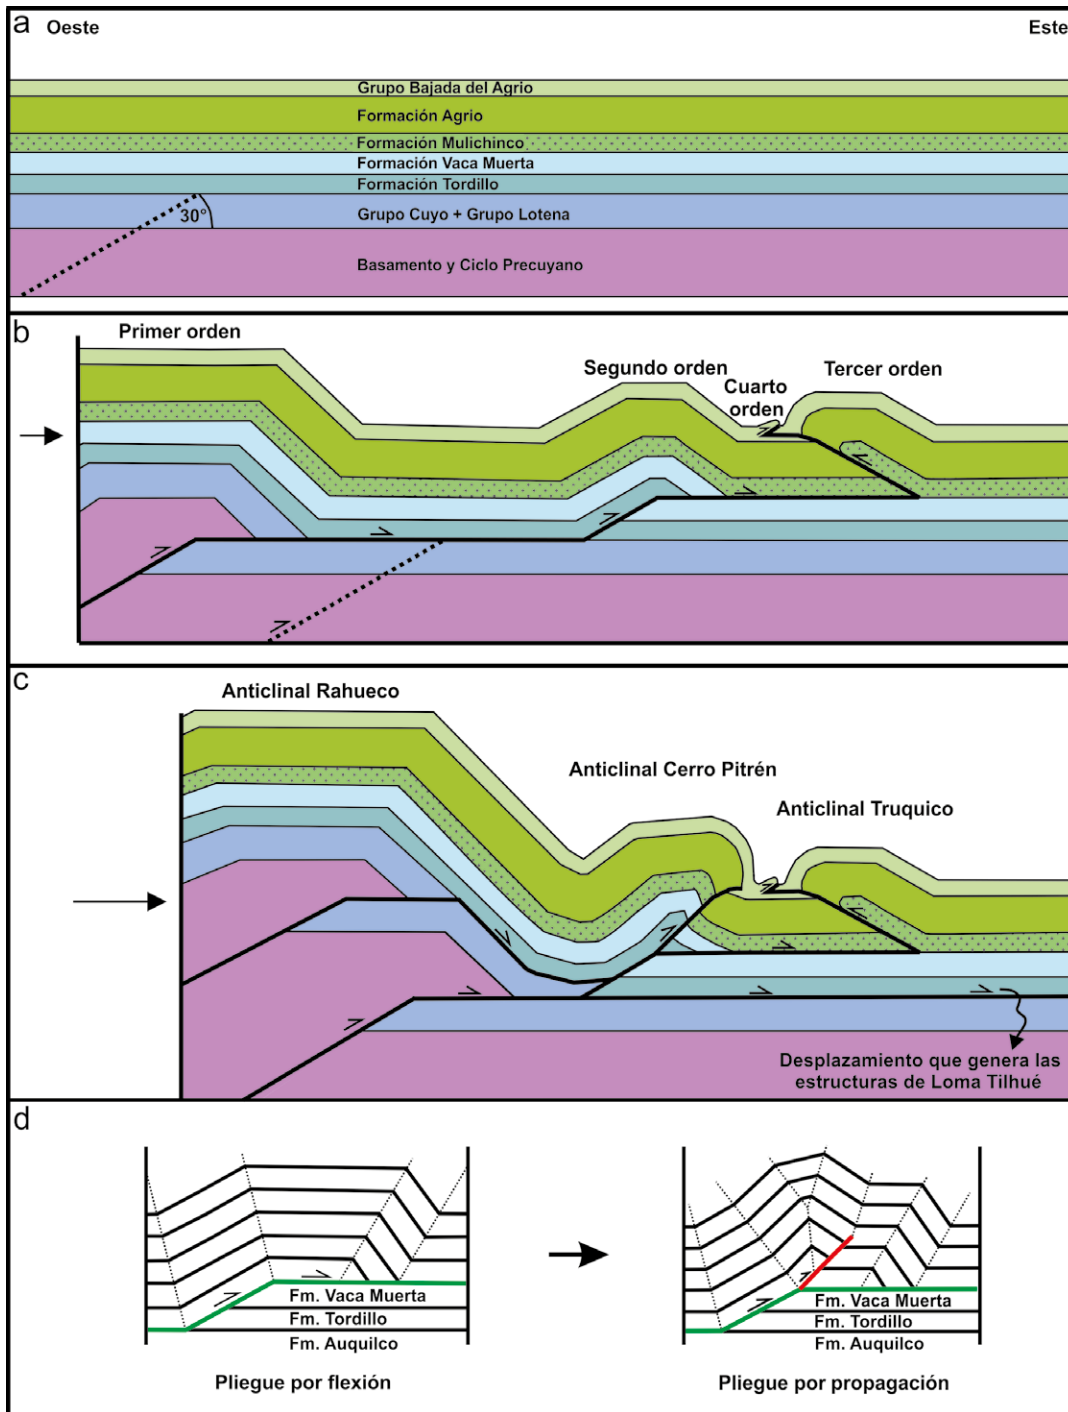 a
Oeste
Este
Grupo Bajada del Agrio
Formación Agrio
Formación Mulichinco
Formación Vaca Muerta
Formación Tordillo
30°
Grupo Cuyo + Grupo Lotena
Basamento y Ciclo Precuyano
b
Primer orden
Segundo orden
Cuarto
orden
Tercer orden
c
Anticlinal Rahueco
Anticlinal Cerro Pitrén
Anticlinal Truquico
Desplazamiento que genera las
estructuras de Loma Tilhué
d
Fm. Vaca Muerta
Fm. Tordillo
Fm. Auquilco
Pliegue por flexión
Fm. Vaca Muerta
Fm. Tordillo
Fm. Auquilco
Pliegue por propagación